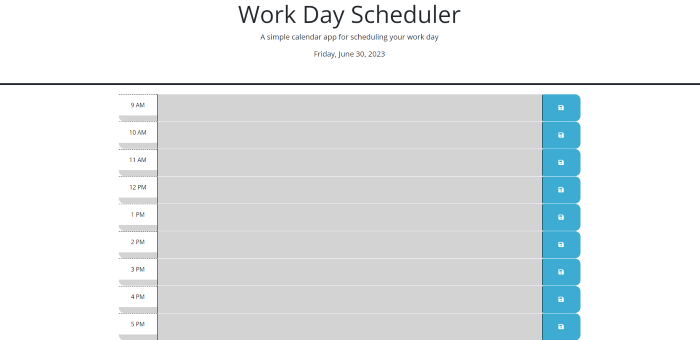 Work Day Scheduler
A simple calendar app for scheduling your work day
Friday, June 30, 2023
9 AM
10 AM
11 AM
12 PM
1 PM
2 PM
3 PM
4 PM
5 PM